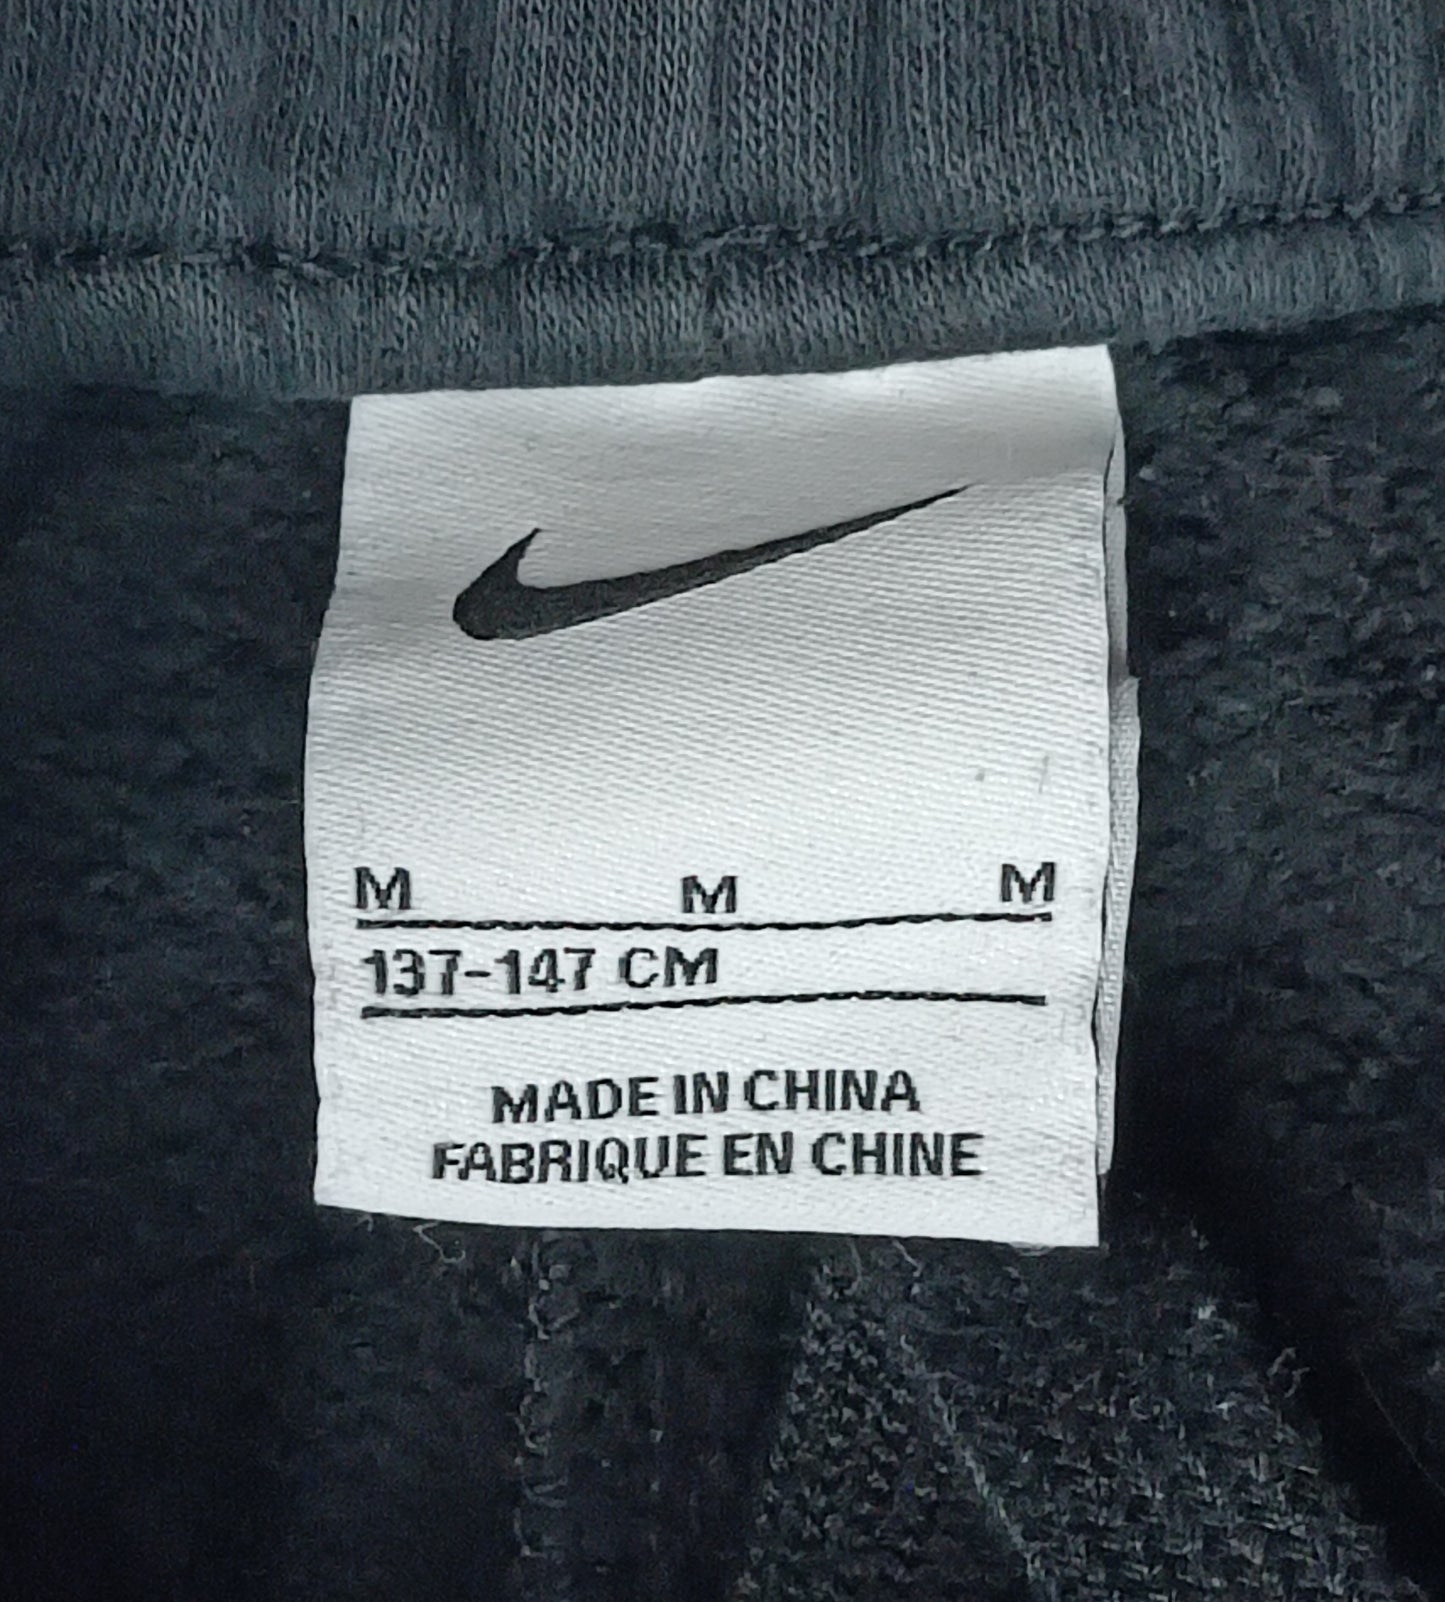 M M M
137-147 CM
MADE IN CHINA
FABRIQUE EN CHINE